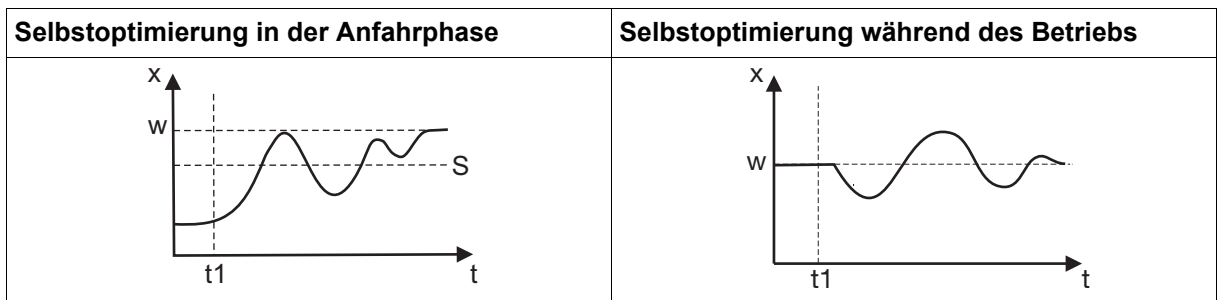 Selbstoptimierung in der Anfahrphase
Selbstoptimierung während des Betriebs
x
w
S
t1
t
x
w
t1
t